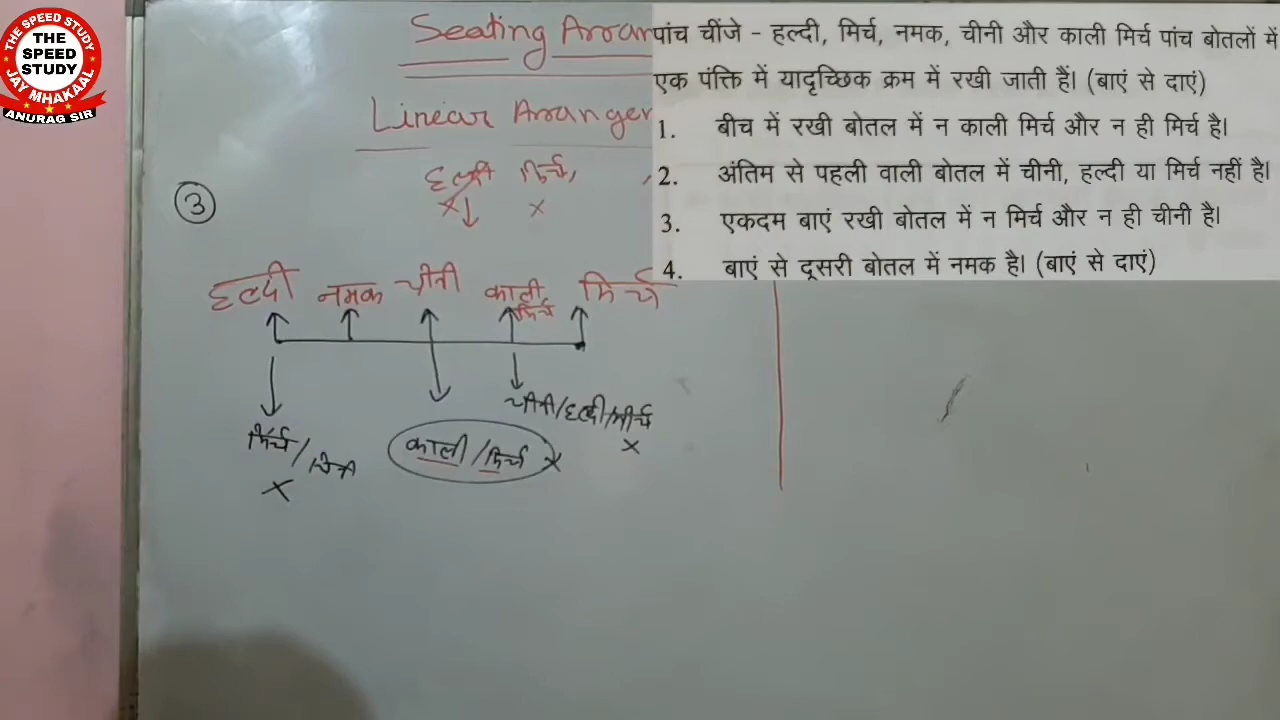 THE SPEED STUDY
THE
SPEED
STUDY
JAY MHAKAAL
ANURAG SIR
Seating Arran
Linear Arranger
हल्दी मिर्च,
x x
3
पांच चींजे - हल्दी, मिर्च, नमक, चीनी और काली मिर्च पांच बोतलों में
एक पंक्ति में यादृच्छिक क्रम में रखी जाती हैं। (बाएं से दाएं)
1. बीच में रखी बोतल में न काली मिर्च और न ही मिर्च है।
2. अंतिम से पहली वाली बोतल में चीनी, हल्दी या मिर्च नहीं है।
3. एकदम बाएं रखी बोतल में न मिर्च और न ही चीनी है।
4. बाएं से दूसरी बोतल में नमक है। (बाएं से दाएं)
हल्दी नमक चीनी काली मिर्च मिर्च
चीनी/हल्दी/मिर्च
x
मिर्च/चिनी
x
काली/मिर्च x